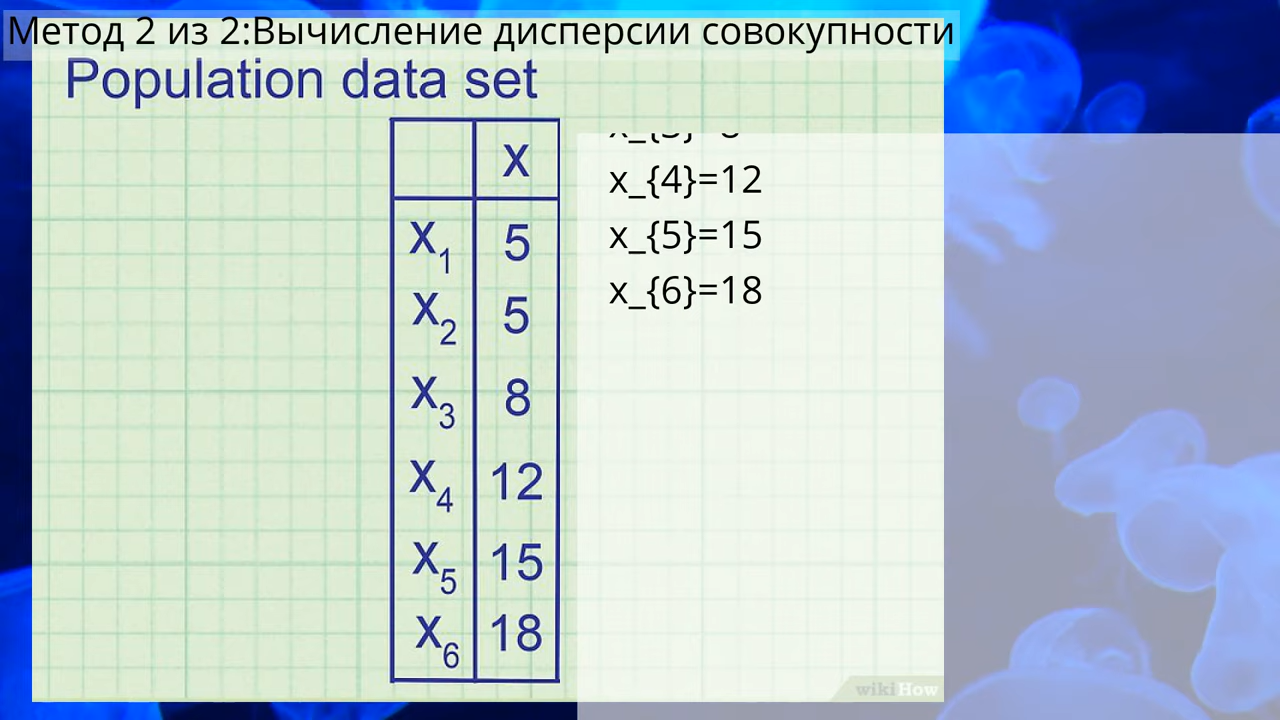 Метод 2 из 2:Вычисление дисперсии совокупности
Population data set
x
x₁ 5
x₂ 5
x₃ 8
x₄ 12
x₅ 15
x₆ 18
x_{4}=12
x_{5}=15
x_{6}=18
wikiHow